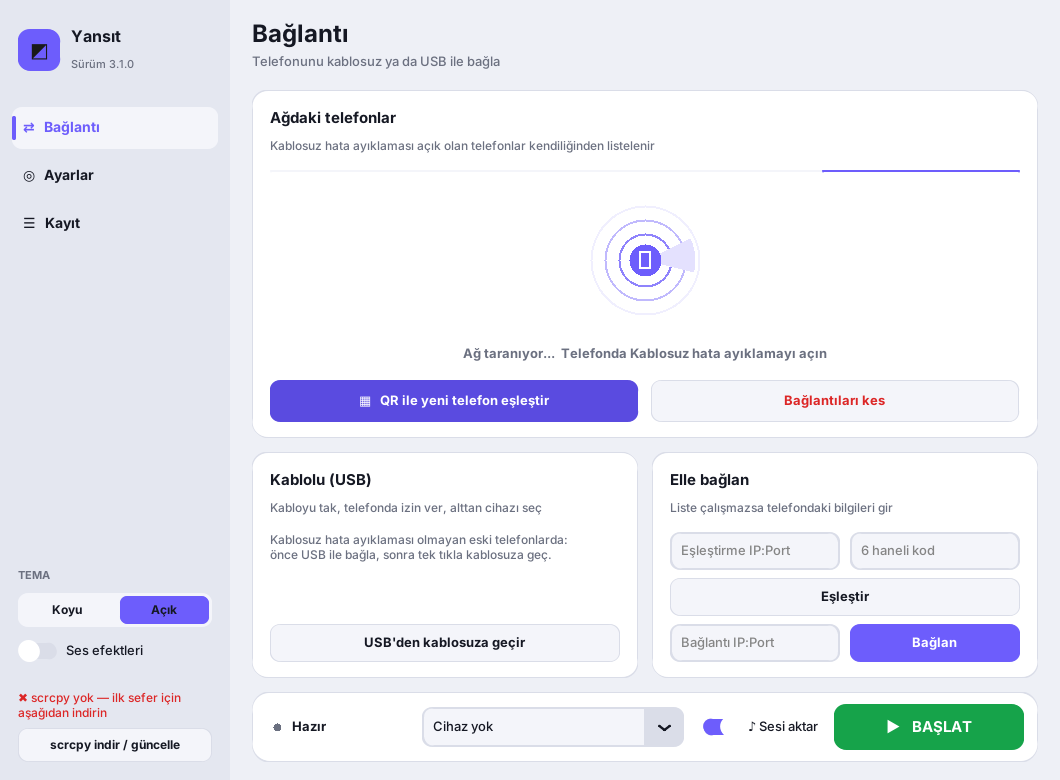 Yansıt
Sürüm 3.1.0
Bağlantı
Ayarlar
Kayıt
TEMA
Koyu
Açık
Ses efektleri
✖ scrcpy yok — ilk sefer için
aşağıdan indirin
scrcpy indir / güncelle
Bağlantı
Telefonunu kablosuz ya da USB ile bağla
Ağdaki telefonlar
Kablosuz hata ayıklaması açık olan telefonlar kendiliğinden listelenir
Ağ taranıyor... Telefonda Kablosuz hata ayıklamayı açın
QR ile yeni telefon eşleştir
Bağlantıları kes
Kablolu (USB)
Kabloyu tak, telefonda izin ver, alttan cihazı seç
Kablosuz hata ayıklaması olmayan eski telefonlarda:
önce USB ile bağla, sonra tek tıkla kablosuza geç.
USB'den kablosuza geçir
Elle bağlan
Liste çalışmazsa telefondaki bilgileri gir
Eşleştirme IP:Port
6 haneli kod
Eşleştir
Bağlantı IP:Port
Bağlan
Hazır
Cihaz yok
♪ Sesi aktar
▶ BAŞLAT